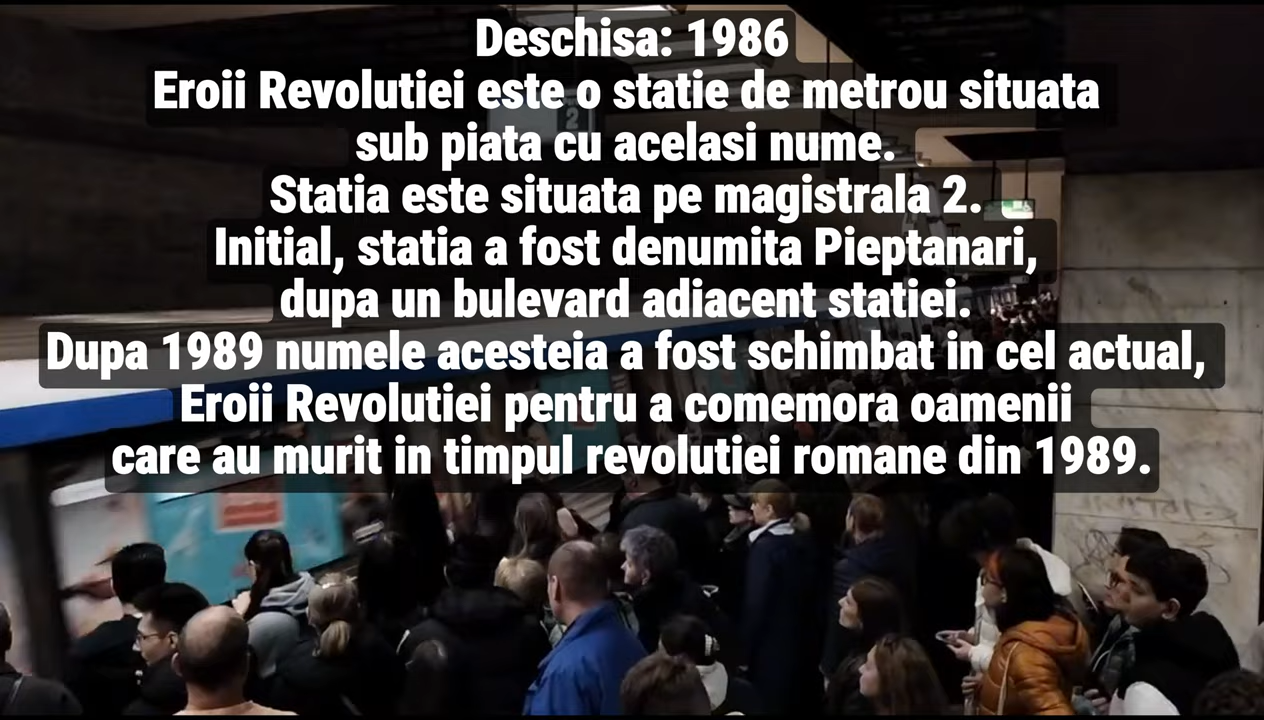 Deschisa: 1986
Eroii Revolutiei este o statie de metrou situata
sub piata cu acelasi nume.
Statia este situata pe magistrala 2.
Initial, statia a fost denumita Pieptanari,
dupa un bulevard adiacent statiei.
Dupa 1989 numele acesteia a fost schimbat in cel actual,
Eroii Revolutiei pentru a comemora oamenii
care au murit in timpul revolutiei romane din 1989.
2